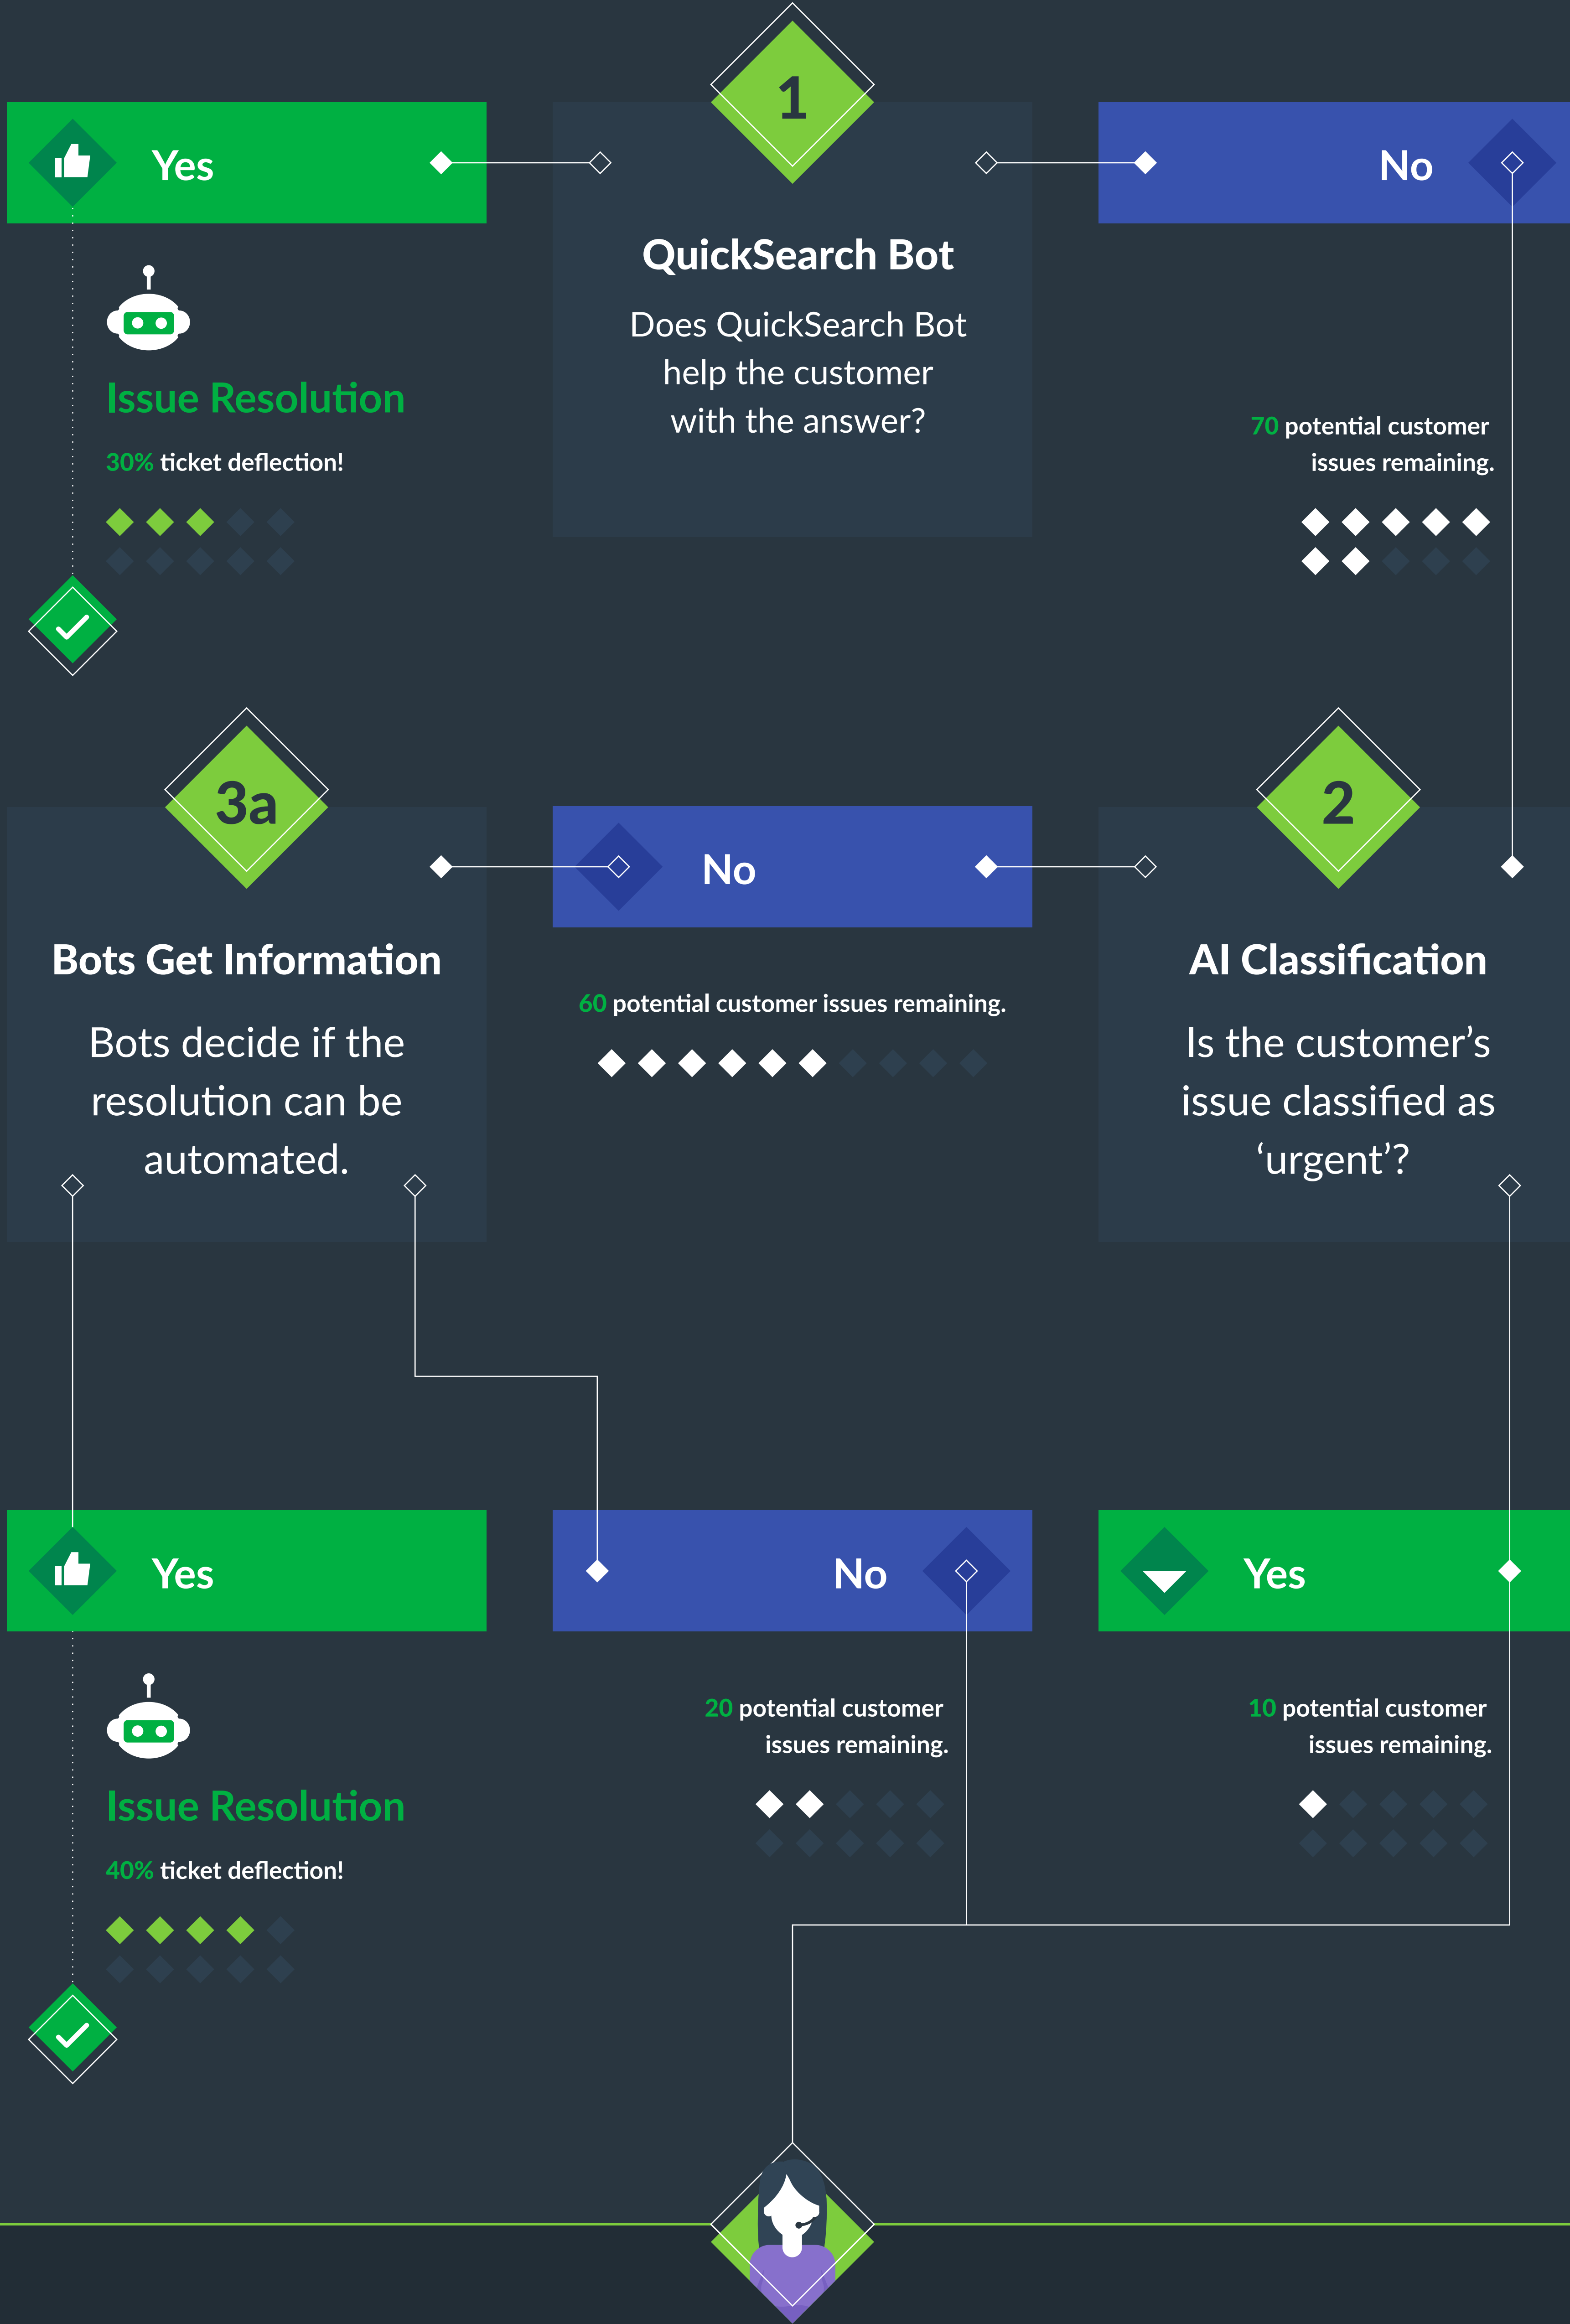 1
Yes
No
QuickSearch Bot
Does QuickSearch Bot
help the customer
with the answer?
Issue Resolution
30% ticket deflection!
70 potential customer
issues remaining.
3a
2
No
Bots Get Information
Bots decide if the
resolution can be
automated.
60 potential customer issues remaining.
AI Classification
Is the customer’s
issue classified as
‘urgent’?
Yes
No
Yes
Issue Resolution
40% ticket deflection!
20 potential customer
issues remaining.
10 potential customer
issues remaining.